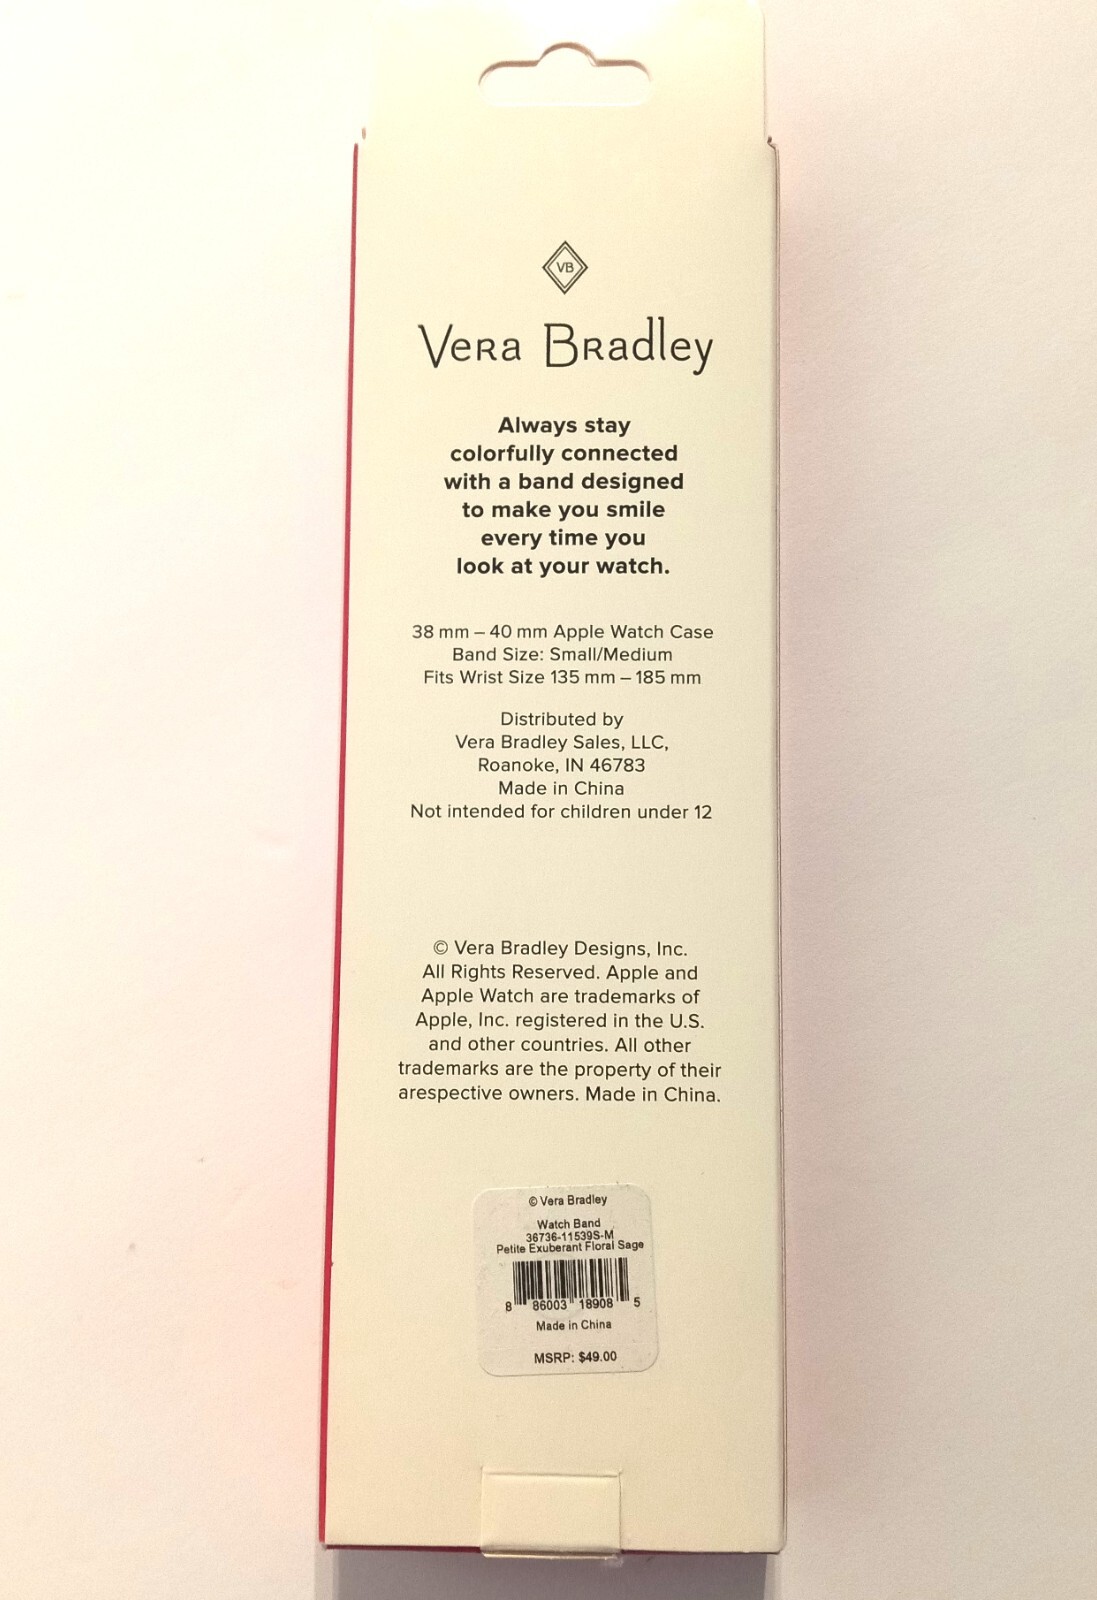 VB
Vera Bradley
Always stay
colorfully connected
with a band designed
to make you smile
every time you
look at your watch.
38 mm – 40 mm Apple Watch Case
Band Size: Small/Medium
Fits Wrist Size 135 mm – 185 mm
Distributed by
Vera Bradley Sales, LLC,
Roanoke, IN 46783
Made in China
Not intended for children under 12
© Vera Bradley Designs, Inc.
All Rights Reserved. Apple and
Apple Watch are trademarks of
Apple, Inc. registered in the U.S.
and other countries. All other
trademarks are the property of their
arespective owners. Made in China.
© Vera Bradley
Watch Band
36736-11539S-M
Petite Exuberant Floral Sage
8 86003 18908 5
Made in China
MSRP: $49.00